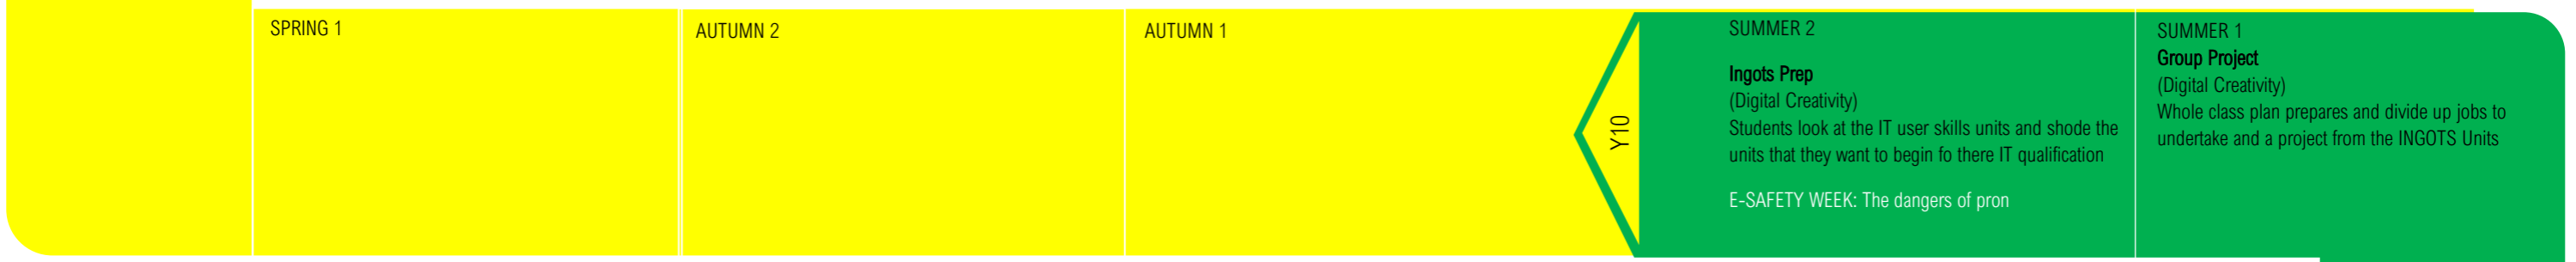 SPRING 1
AUTUMN 2
AUTUMN 1
Y10
SUMMER 2
Ingots Prep
(Digital Creativity)
Students look at the IT user skills units and shode the
units that they want to begin fo there IT qualification
E-SAFETY WEEK: The dangers of pron
SUMMER 1
Group Project
(Digital Creativity)
Whole class plan prepares and divide up jobs to
undertake and a project from the INGOTS Units